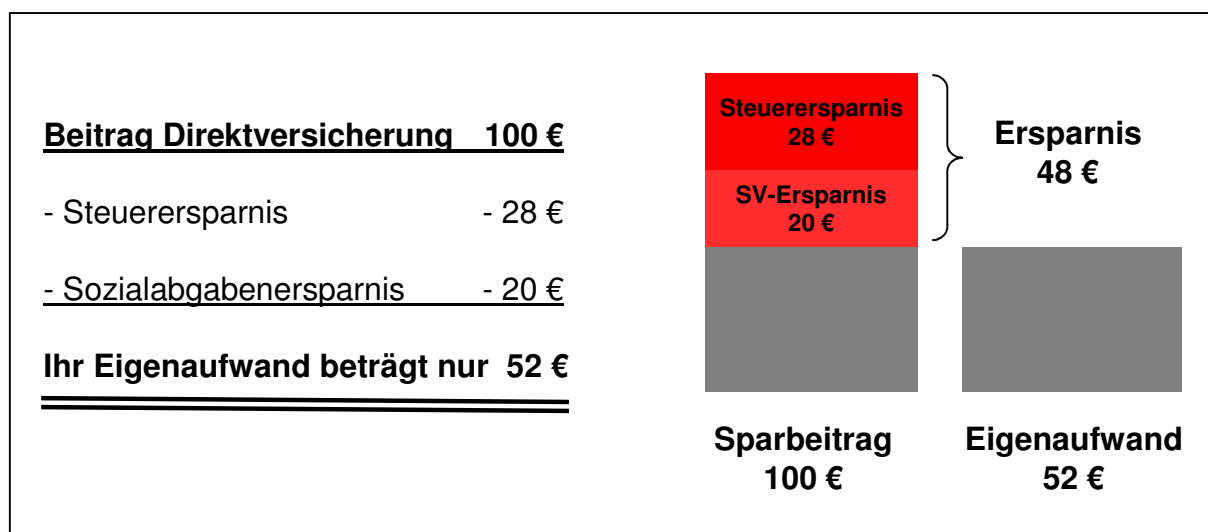 Beitrag Direktversicherung 100 €
- Steuerersparnis - 28 €
- Sozialabgabenersparnis - 20 €
Ihr Eigenaufwand beträgt nur 52 €
Steuerersparnis
28 €
SV-Ersparnis
20 €
Ersparnis
48 €
Sparbeitrag
100 €
Eigenaufwand
52 €